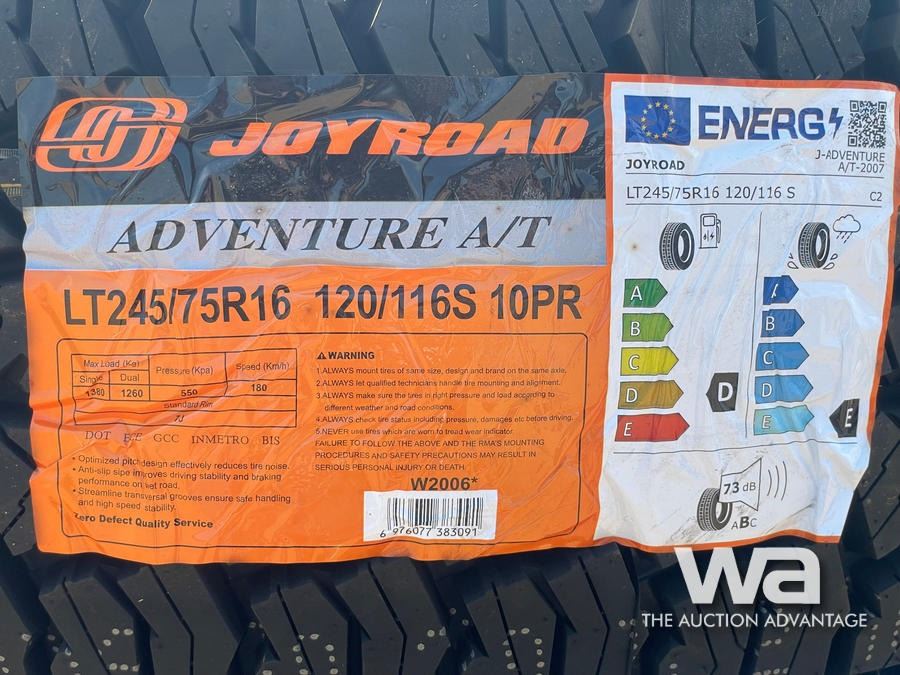 JOYROAD
ADVENTURE A/T
LT245/75R16 120/116S 10PR
Max Load (Kg) Pressure (Kpa) Speed (Km/h)
Single Dual
1380 1260 550 180
Standard Rim
7J
DOT ECE GCC INMETRO BIS
• Optimized pitch design effectively reduces tire noise.
• Anti-slip sipe improves driving stability and braking
performance on wet road.
• Streamline transversal grooves ensure safe handling
and high speed stability.
Zero Defect Quality Service
WARNING
1.ALWAYS mount tires of same size, design and brand on the same axle.
2.ALWAYS let qualified technicians handle tire mounting and alignment.
3.ALWAYS make sure the tires in right pressure and load according to
different weather and road conditions.
4.ALWAYS check tire status including pressure, damages etc before driving.
5.NEVER use tires which are worn to tread wear indicator.
FAILURE TO FOLLOW THE ABOVE AND THE RMA'S MOUNTING
PROCEDURES AND SAFETY PRECAUTIONS MAY RESULT IN
SERIOUS PERSONAL INJURY OR DEATH.
W2006*
6 976077 383091
ENERG
JOYROAD
J-ADVENTURE
A/T-2007
LT245/75R16 120/116 S C2
A
B
C
D
E
D
A
B
C
D
E
E
73 dB
ABC
wa
THE AUCTION ADVANTAGE